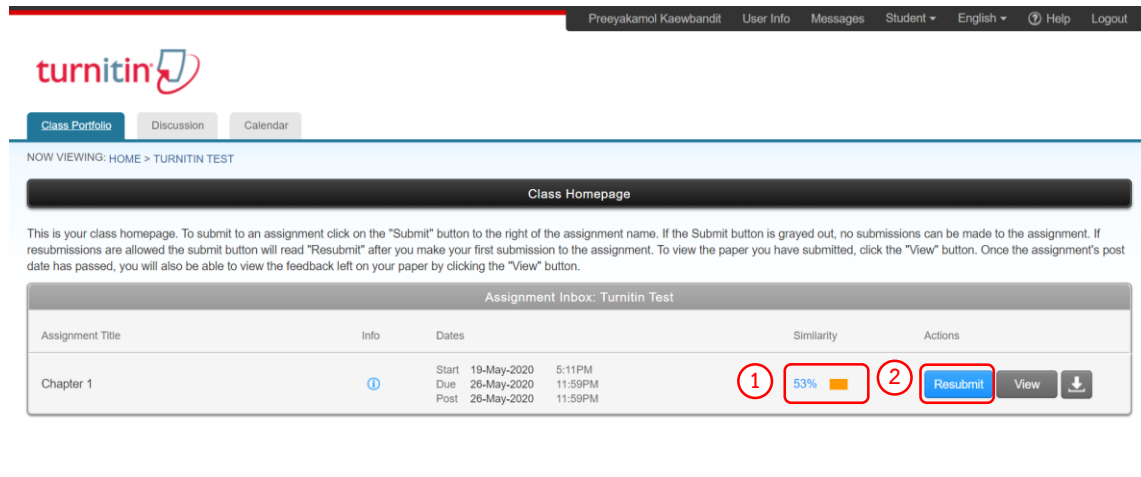 Preeyakamol Kaewbandit User Info Messages Student English ? Help Logout
turnitin
Class Portfolio Discussion Calendar
NOW VIEWING: HOME > TURNITIN TEST
Class Homepage
This is your class homepage. To submit to an assignment click on the "Submit" button to the right of the assignment name. If the Submit button is grayed out, no submissions can be made to the assignment. If
resubmissions are allowed the submit button will read "Resubmit" after you make your first submission to the assignment. To view the paper you have submitted, click the "View" button. Once the assignment's post
date has passed, you will also be able to view the feedback left on your paper by clicking the "View" button.
Assignment Inbox: Turnitin Test
Assignment Title Info Dates Similarity Actions
Start 19-May-2020 5:11PM
Chapter 1 i Due 26-May-2020 11:59PM 1 53% 2 Resubmit View
Post 26-May-2020 11:59PM